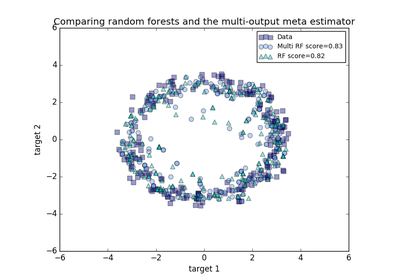 Comparing random forests and the multi-output meta estimator
Data
Multi RF score=0.83
RF score=0.82
6
4
2
0
−2
−4
−6
target 2
−6
−4
−2
0
2
4
6
target 1